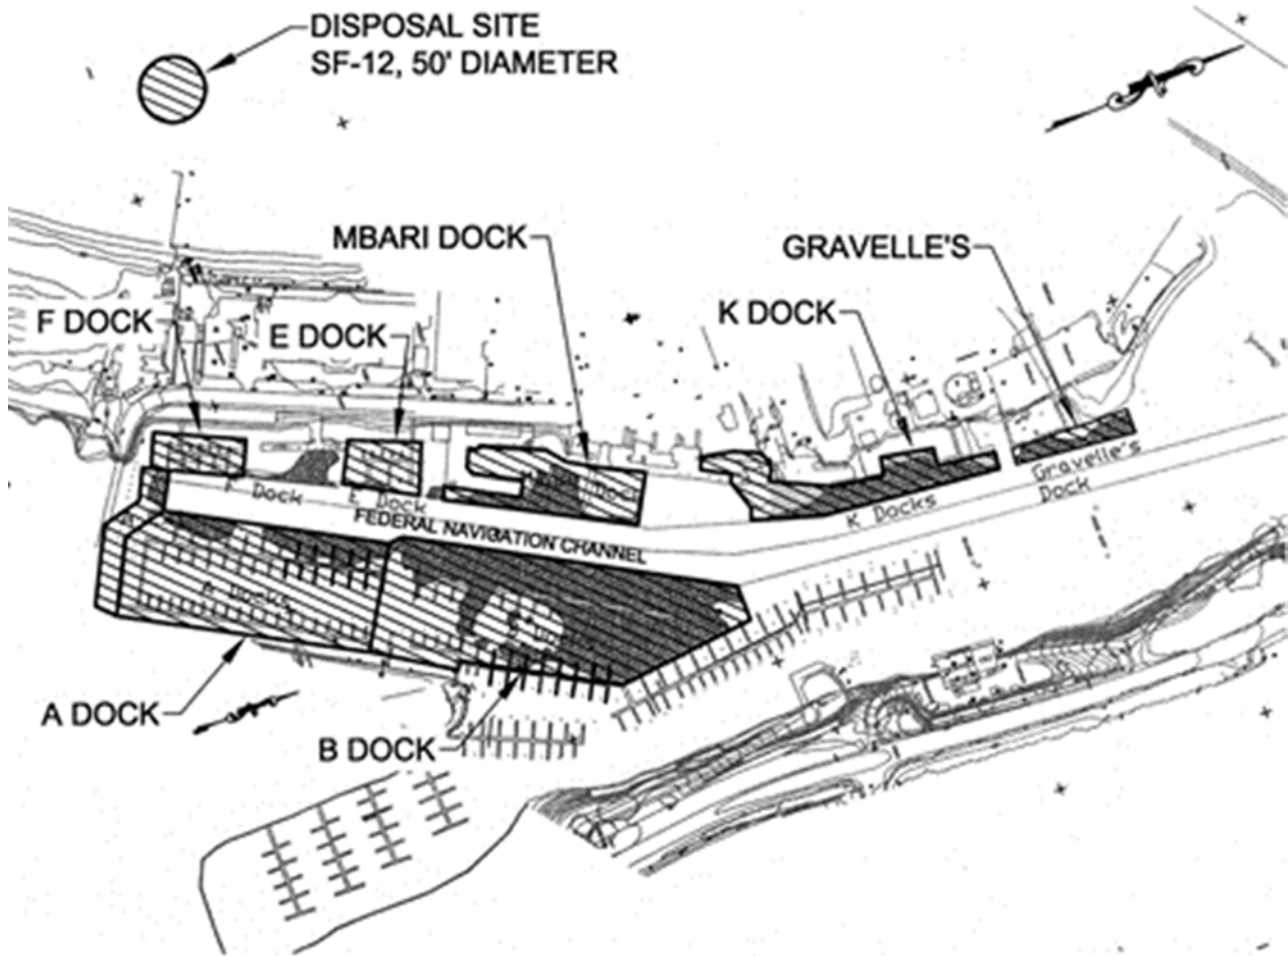 DISPOSAL SITE
SF-12, 50' DIAMETER
MBARI DOCK
GRAVELLE'S
K DOCK
F DOCK
E DOCK
Gravelle's
Dock
F Dock
E Dock
K Docks
FEDERAL NAVIGATION CHANNEL
A Docks
A DOCK
B DOCK